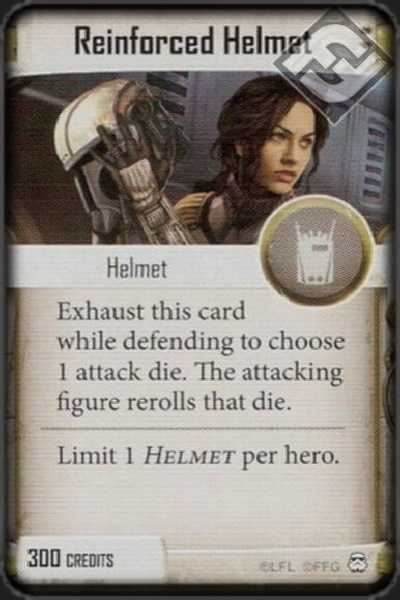 Reinforced Helmet
Helmet
Exhaust this card
while defending to choose
1 attack die. The attacking
figure rerolls that die.
Limit 1 HELMET per hero.
300 CREDITS
©LFL ©FFG